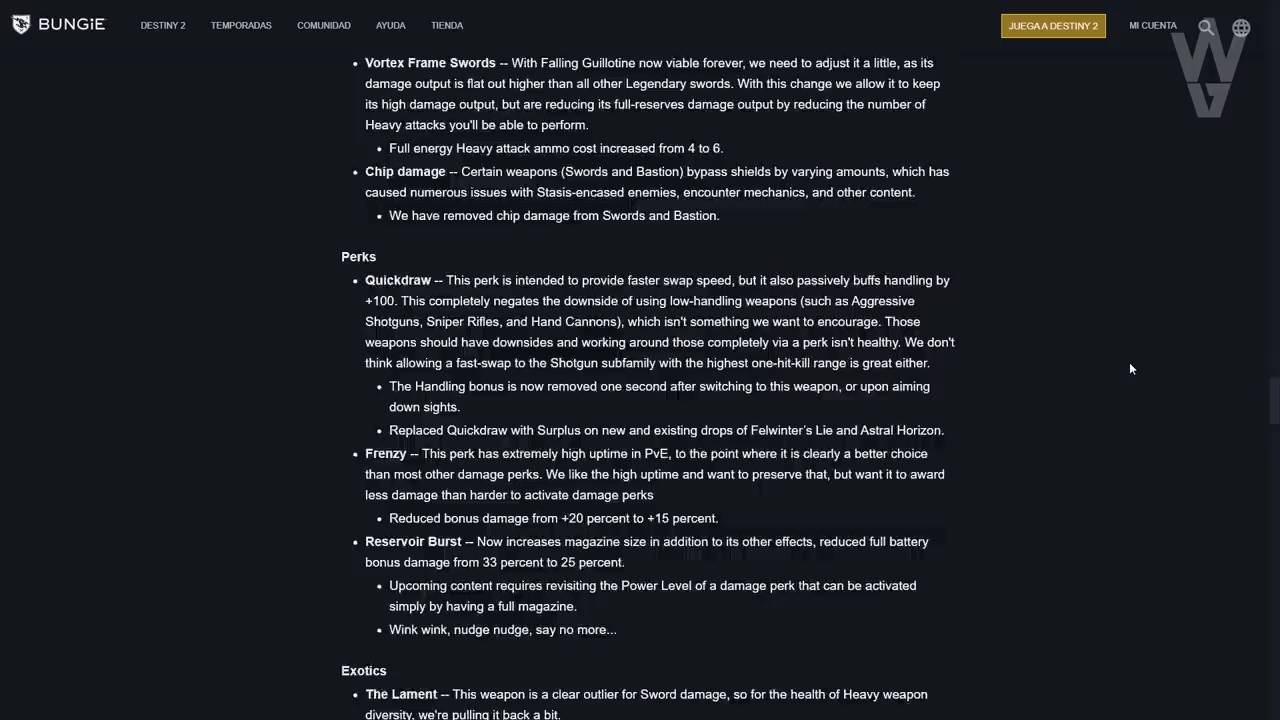 BUNGiE
DESTINY 2 TEMPORADAS COMUNIDAD AYUDA TIENDA JUEGA A DESTINY 2 MI CUENTA
Vortex Frame Swords -- With Falling Guillotine now viable forever, we need to adjust it a little, as its
damage output is flat out higher than all other Legendary swords. With this change we allow it to keep
its high damage output, but are reducing its full-reserves damage output by reducing the number of
Heavy attacks you'll be able to perform.
Full energy Heavy attack ammo cost increased from 4 to 6.
Chip damage -- Certain weapons (Swords and Bastion) bypass shields by varying amounts, which has
caused numerous issues with Stasis-encased enemies, encounter mechanics, and other content.
We have removed chip damage from Swords and Bastion.
Perks
Quickdraw -- This perk is intended to provide faster swap speed, but it also passively buffs handling by
+100. This completely negates the downside of using low-handling weapons (such as Aggressive
Shotguns, Sniper Rifles, and Hand Cannons), which isn't something we want to encourage. Those
weapons should have downsides and working around those completely via a perk isn't healthy. We don't
think allowing a fast-swap to the Shotgun subfamily with the highest one-hit-kill range is great either.
The Handling bonus is now removed one second after switching to this weapon, or upon aiming
down sights.
Replaced Quickdraw with Surplus on new and existing drops of Felwinter's Lie and Astral Horizon.
Frenzy -- This perk has extremely high uptime in PvE, to the point where it is clearly a better choice
than most other damage perks. We like the high uptime and want to preserve that, but want it to award
less damage than harder to activate damage perks
Reduced bonus damage from +20 percent to +15 percent.
Reservoir Burst -- Now increases magazine size in addition to its other effects, reduced full battery
bonus damage from 33 percent to 25 percent.
Upcoming content requires revisiting the Power Level of a damage perk that can be activated
simply by having a full magazine.
Wink wink, nudge nudge, say no more...
Exotics
The Lament -- This weapon is a clear outlier for Sword damage, so for the health of Heavy weapon
diversity, we're pulling it back a bit.